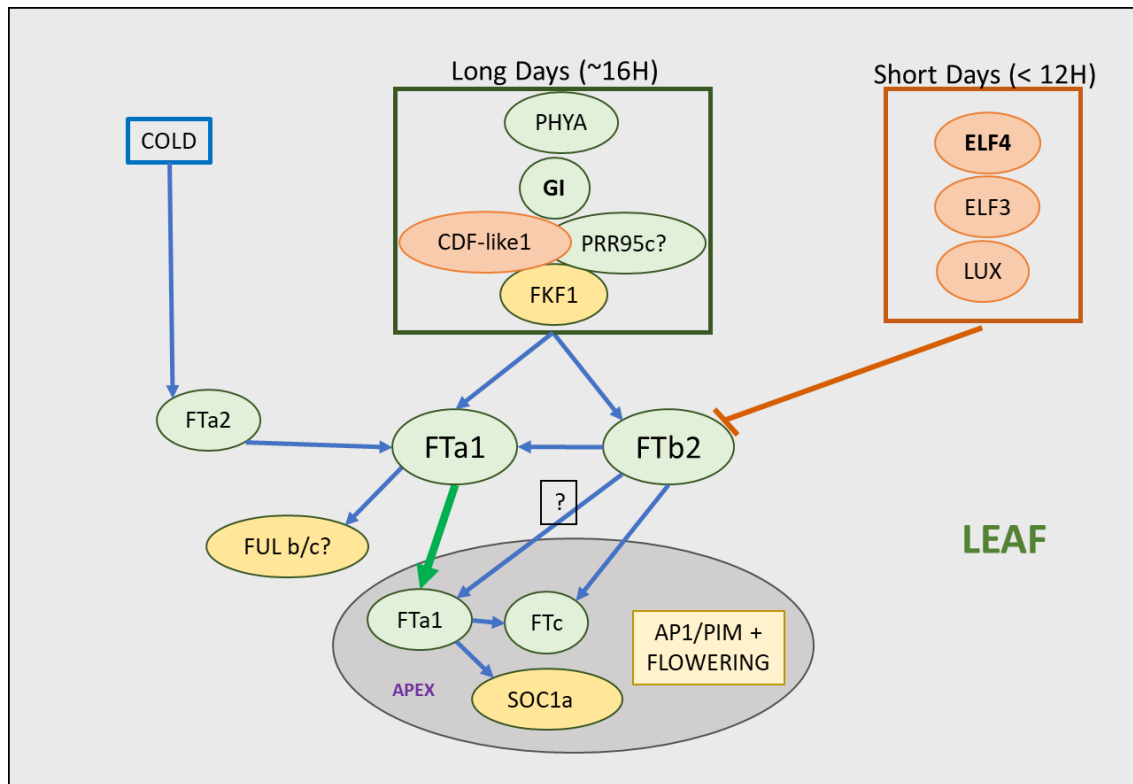 Long Days (~16H)
Short Days (< 12H)
COLD
PHYA
GI
CDF-like1
PRR95c?
FKF1
ELF4
ELF3
LUX
FTa2
FTa1
FTb2
?
FUL b/c?
LEAF
FTa1
FTc
AP1/PIM +
FLOWERING
APEX
SOC1a